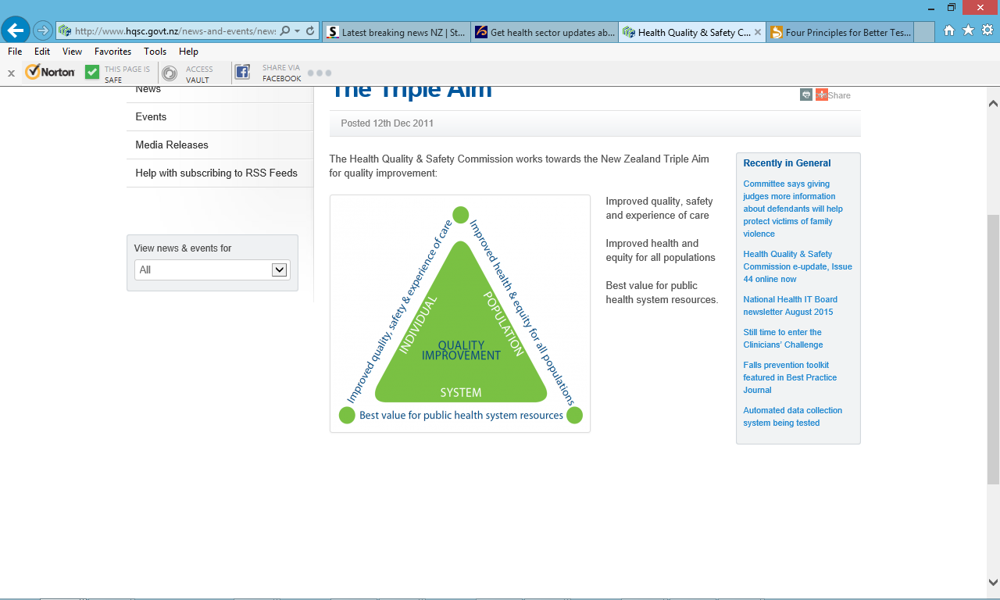 http://www.hqsc.govt.nz/news-and-events/news
Latest breaking news NZ | St...
Get health sector updates ab...
Health Quality & Safety C...
Four Principles for Better Tes...
File Edit View Favorites Tools Help
x Norton THIS PAGE IS
SAFE
ACCESS
VAULT
SHARE VIA
FACEBOOK
News
Events
Media Releases
Help with subscribing to RSS Feeds
View news & events for
All
The Triple Aim
Share
Posted 12th Dec 2011
The Health Quality & Safety Commission works towards the New Zealand Triple Aim
for quality improvement:
Improved quality, safety & experience of care
Improved health & equity for all populations
INDIVIDUAL
POPULATION
QUALITY
IMPROVEMENT
SYSTEM
Best value for public health system resources
Improved quality, safety
and experience of care
Improved health and
equity for all populations
Best value for public
health system resources.
Recently in General
Committee says giving
judges more information
about defendants will help
protect victims of family
violence
Health Quality & Safety
Commission e-update, Issue
44 online now
National Health IT Board
newsletter August 2015
Still time to enter the
Clinicians' Challenge
Falls prevention toolkit
featured in Best Practice
Journal
Automated data collection
system being tested